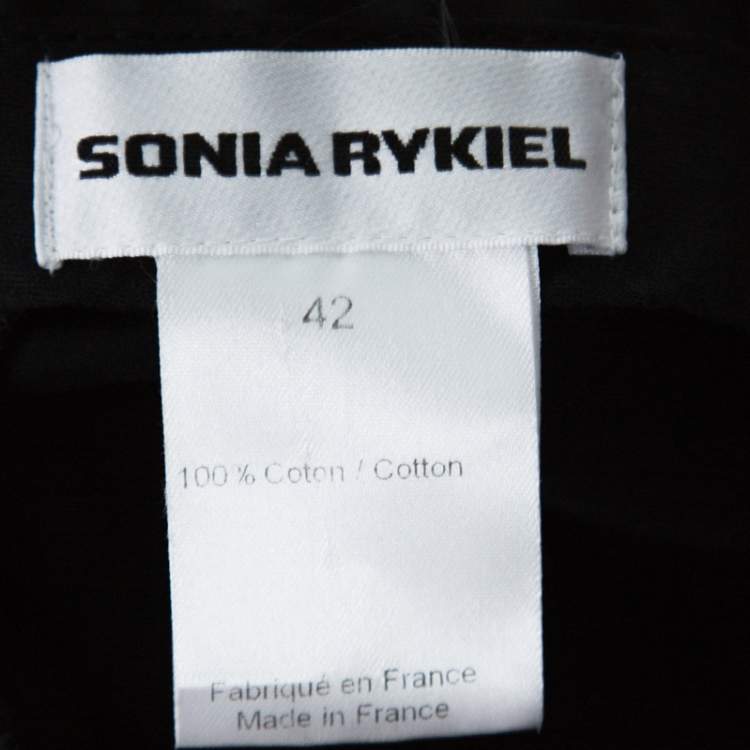 SONIA RYKIEL
42
100 % Coton / Cotton
Fabriqué en France
Made in France